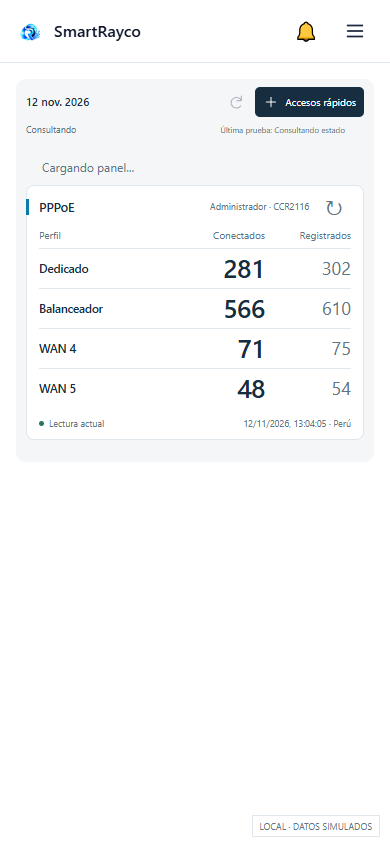 SmartRayco
12 nov. 2026
Accesos rápidos
Consultando
Última prueba: Consultando estado
Cargando panel...
PPPoE
Administrador · CCR2116
Perfil Conectados Registrados
Dedicado 281 302
Balanceador 566 610
WAN 4 71 75
WAN 5 48 54
Lectura actual
12/11/2026, 13:04:05 · Perú
LOCAL · DATOS SIMULADOS